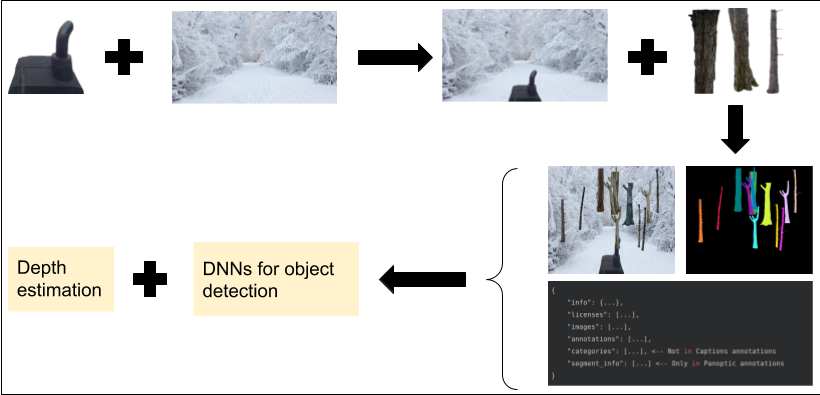 {
"info": {...},
"licenses": [...],
"images": [...],
"annotations": [...],
"categories": [...], <-- Not in Captions annotations
"segment_info": [...] <-- Only in Panoptic annotations
}
Depth
estimation
DNNs for object
detection